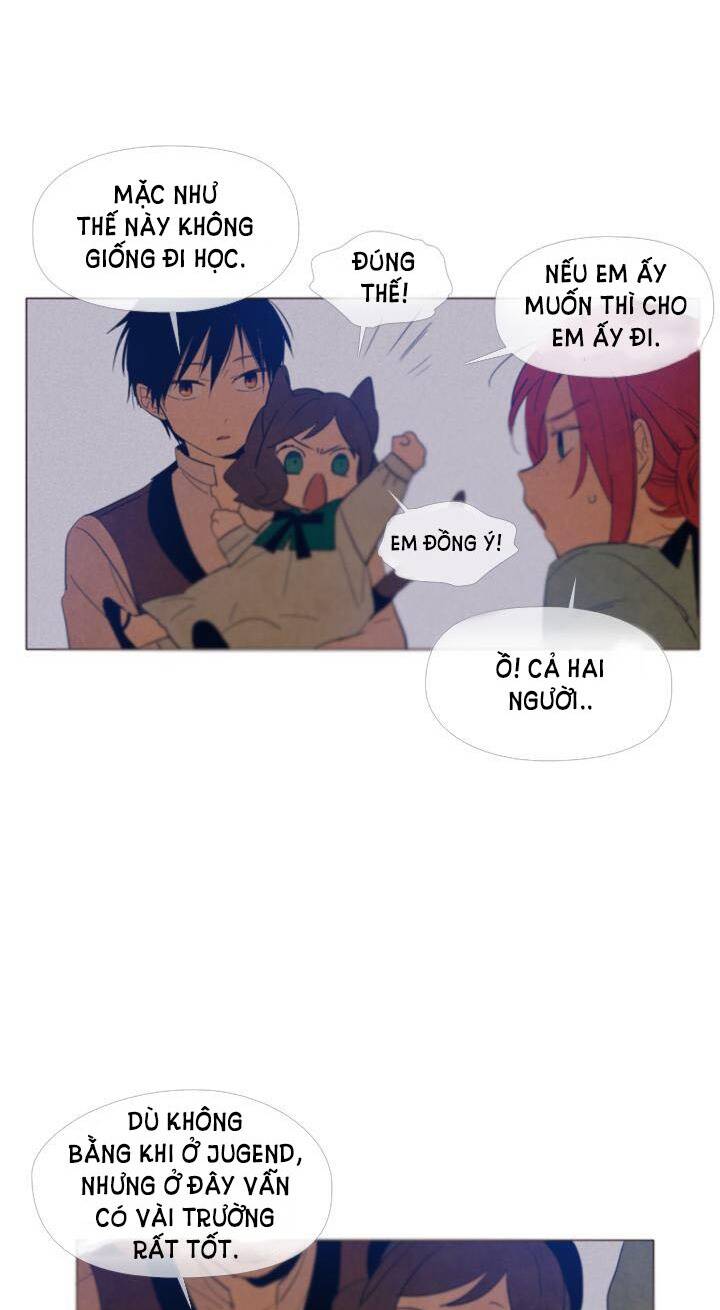 MẶC NHƯ
THẾ NÀY KHÔNG
GIỐNG ĐI HỌC.
ĐÚNG
THẾ!
NẾU EM ẤY
MUỐN THÌ CHO
EM ẤY ĐI.
EM ĐỒNG Ý!
Ồ! CẢ HAI
NGƯỜI..
DÙ KHÔNG
BẰNG KHI Ở JUGEND,
NHƯNG Ở ĐÂY VẪN
CÓ VÀI TRƯỜNG
RẤT TỐT.